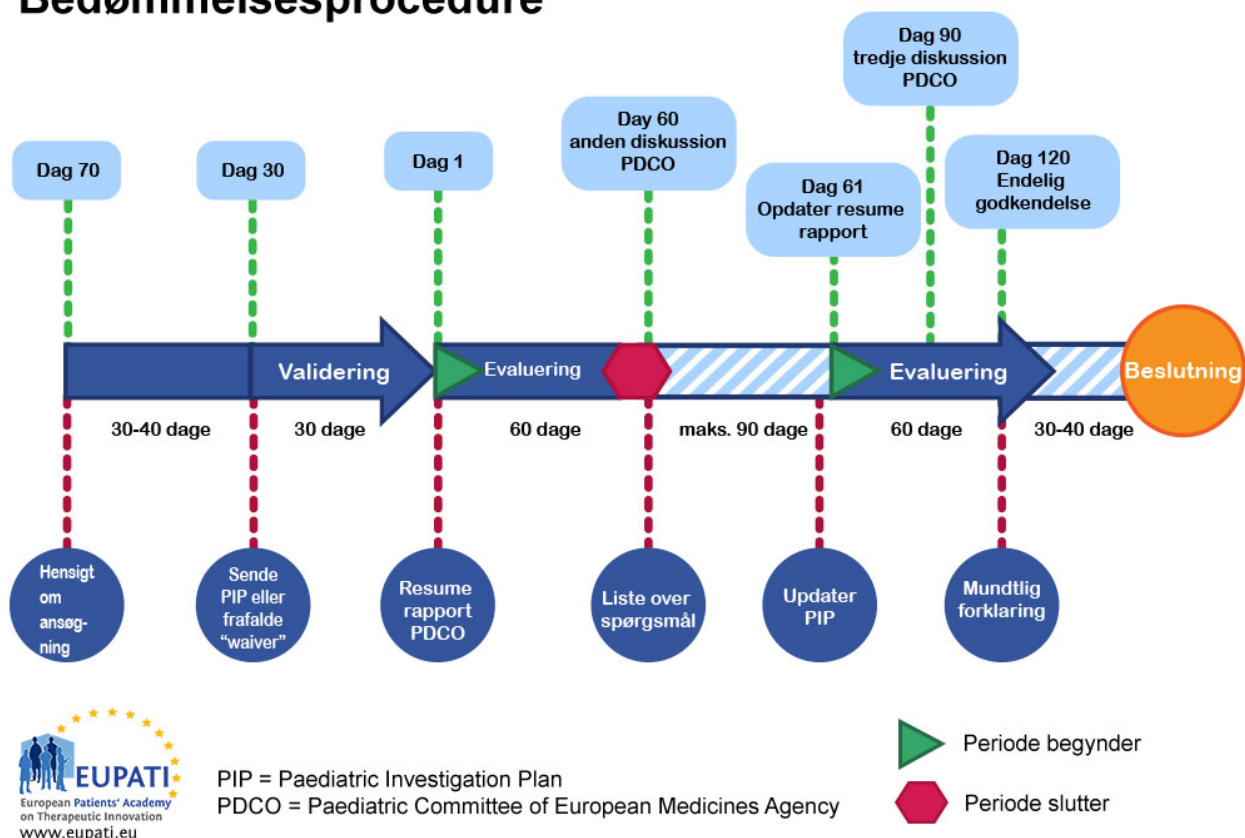 Bedømmelsesprocedure
Dag 90
tredje diskussion
PDCO
Day 60
anden diskussion
PDCO
Dag 70
Dag 30
Dag 1
Dag 120
Endelig
godkendelse
Dag 61
Opdater resume
rapport
Validering
Evaluering
Evaluering
Beslutning
30-40 dage
30 dage
60 dage
maks. 90 dage
60 dage
30-40 dage
Hensigt
om
ansøg-
ning
Sende
PIP eller
frafalde
“waiver”
Resume
rapport
PDCO
Liste over
spørgsmål
Updater
PIP
Mundtlig
forklaring
EUPATI
European Patients' Academy
on Therapeutic Innovation
www.eupati.eu
PIP = Paediatric Investigation Plan
PDCO = Paediatric Committee of European Medicines Agency
Periode begynder
Periode slutter